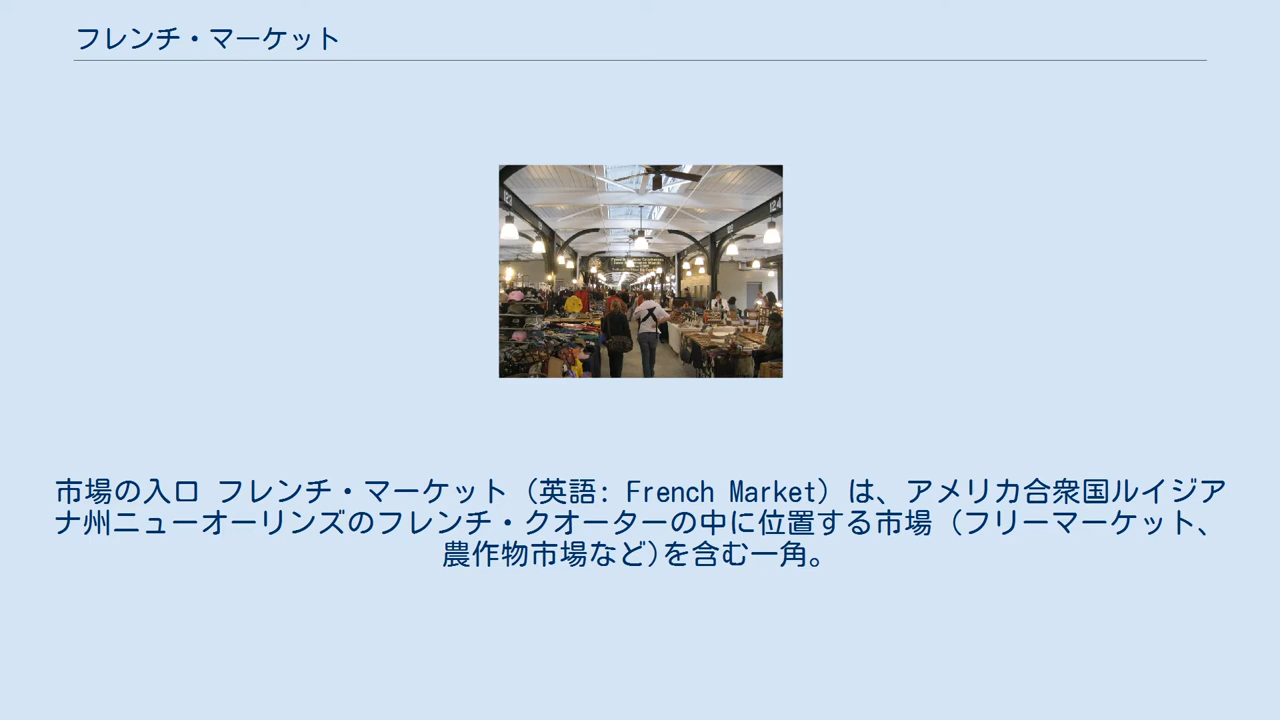 フレンチ・マーケット
市場の入口 フレンチ・マーケット（英語: French Market）は、アメリカ合衆国ルイジア
ナ州ニューオーリンズのフレンチ・クオーターの中に位置する市場（フリーマーケット、
農作物市場など)を含む一角。